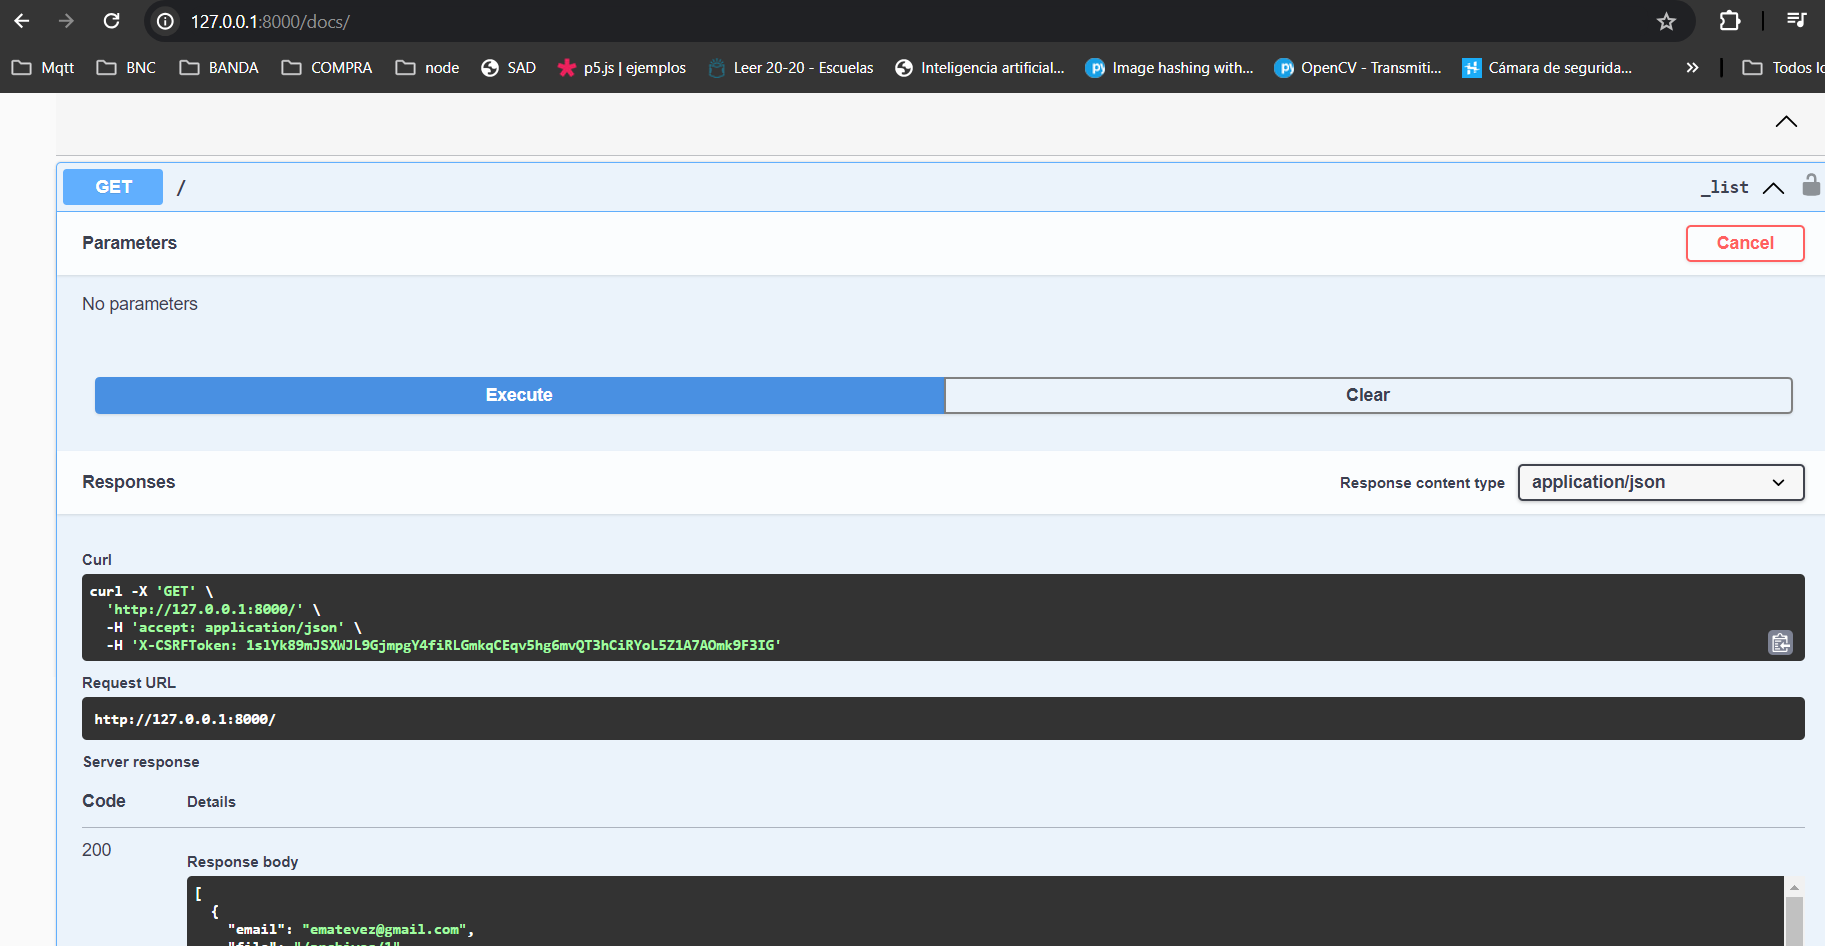 127.0.0.1:8000/docs/
Mqtt BNC BANDA COMPRA node SAD p5.js | ejemplos Leer 20-20 - Escuelas Inteligencia artificial... Image hashing with... OpenCV - Transmiti... Cámara de segurida... » Todos lo
GET / _list
Parameters Cancel
No parameters
Execute Clear
Responses Response content type application/json
Curl
curl -X 'GET' \
'http://127.0.0.1:8000/' \
-H 'accept: application/json' \
-H 'X-CSRFToken: 1slYk89mJSXWJL9GjmpgY4fiRLGmkqCEqv5hg6mvQT3hCiRYoL5Z1A7AOmk9F3IG'
Request URL
http://127.0.0.1:8000/
Server response
Code Details
200
Response body
[
{
"email": "ematevez@gmail.com",
"file": "/archivos/1"